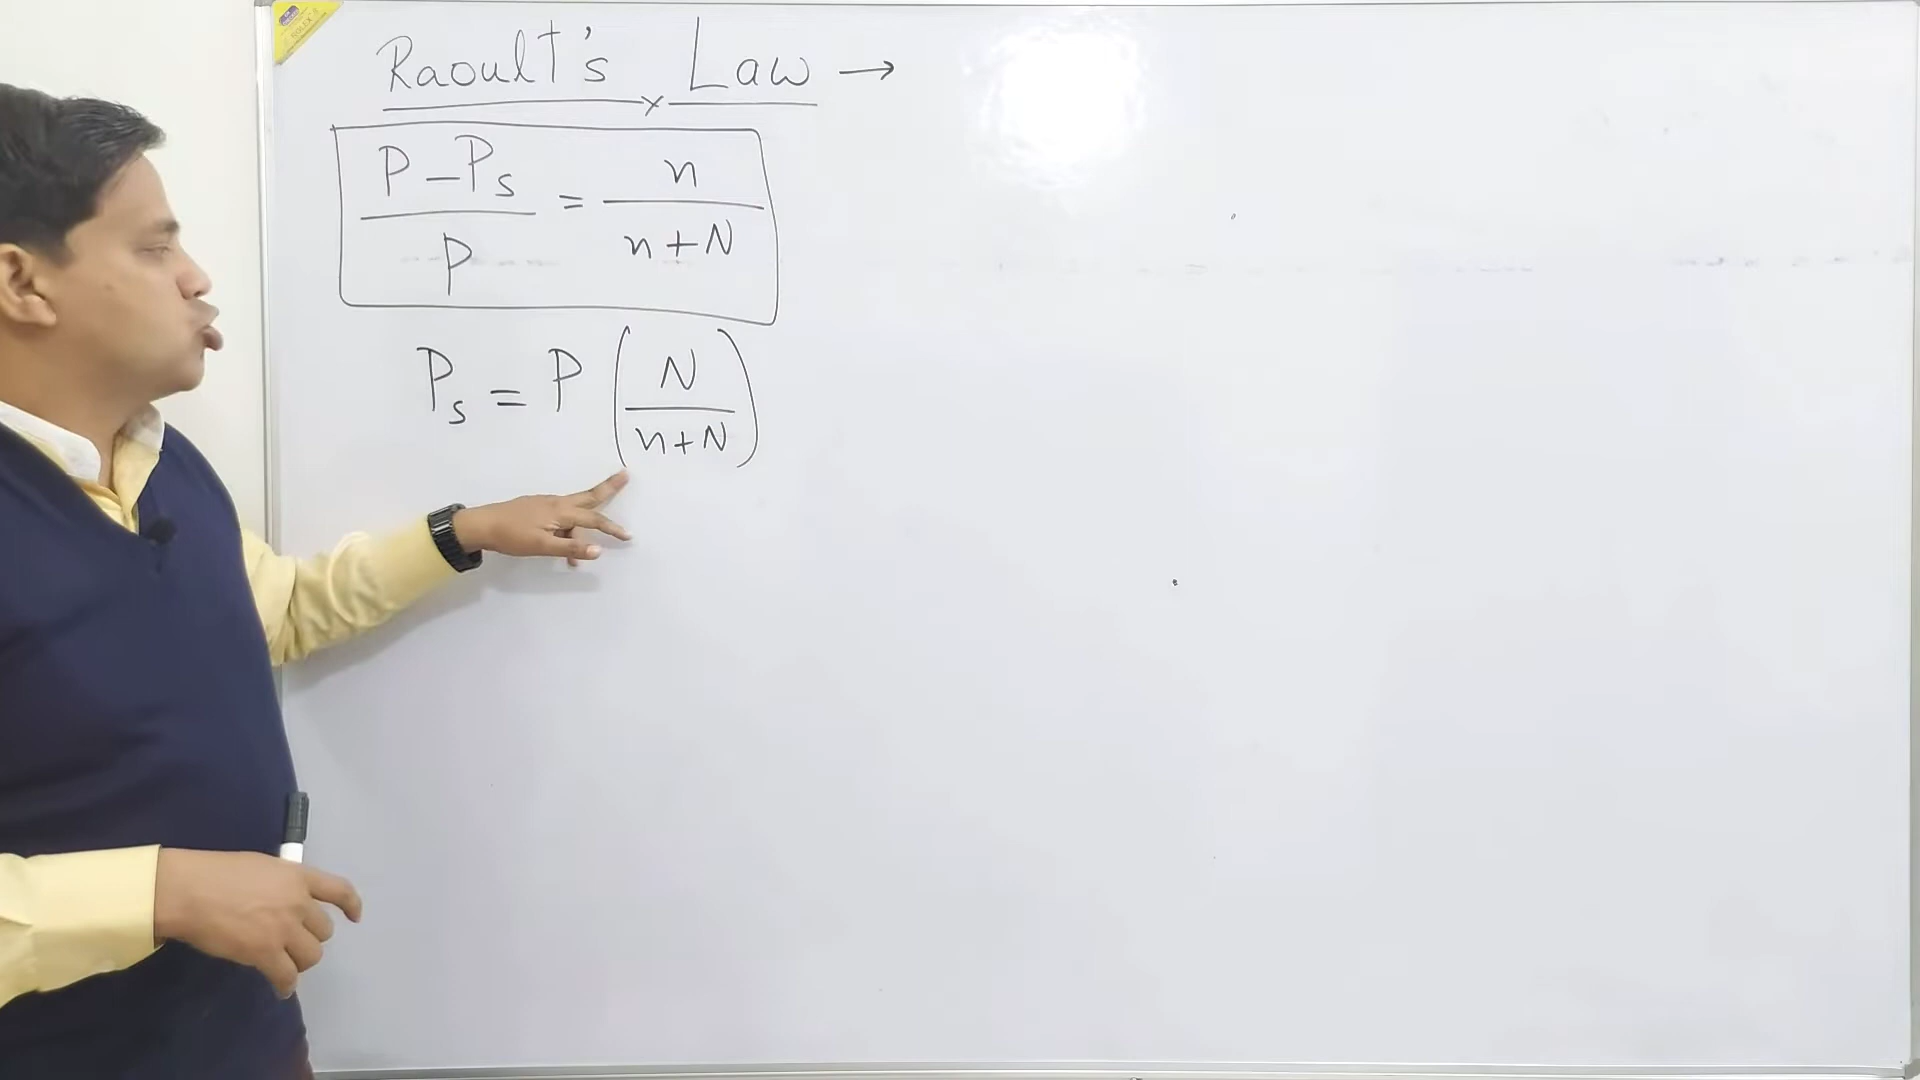 Raoult's Law →
P-Ps / P = n / n+N
Ps = P ( N / n+N )